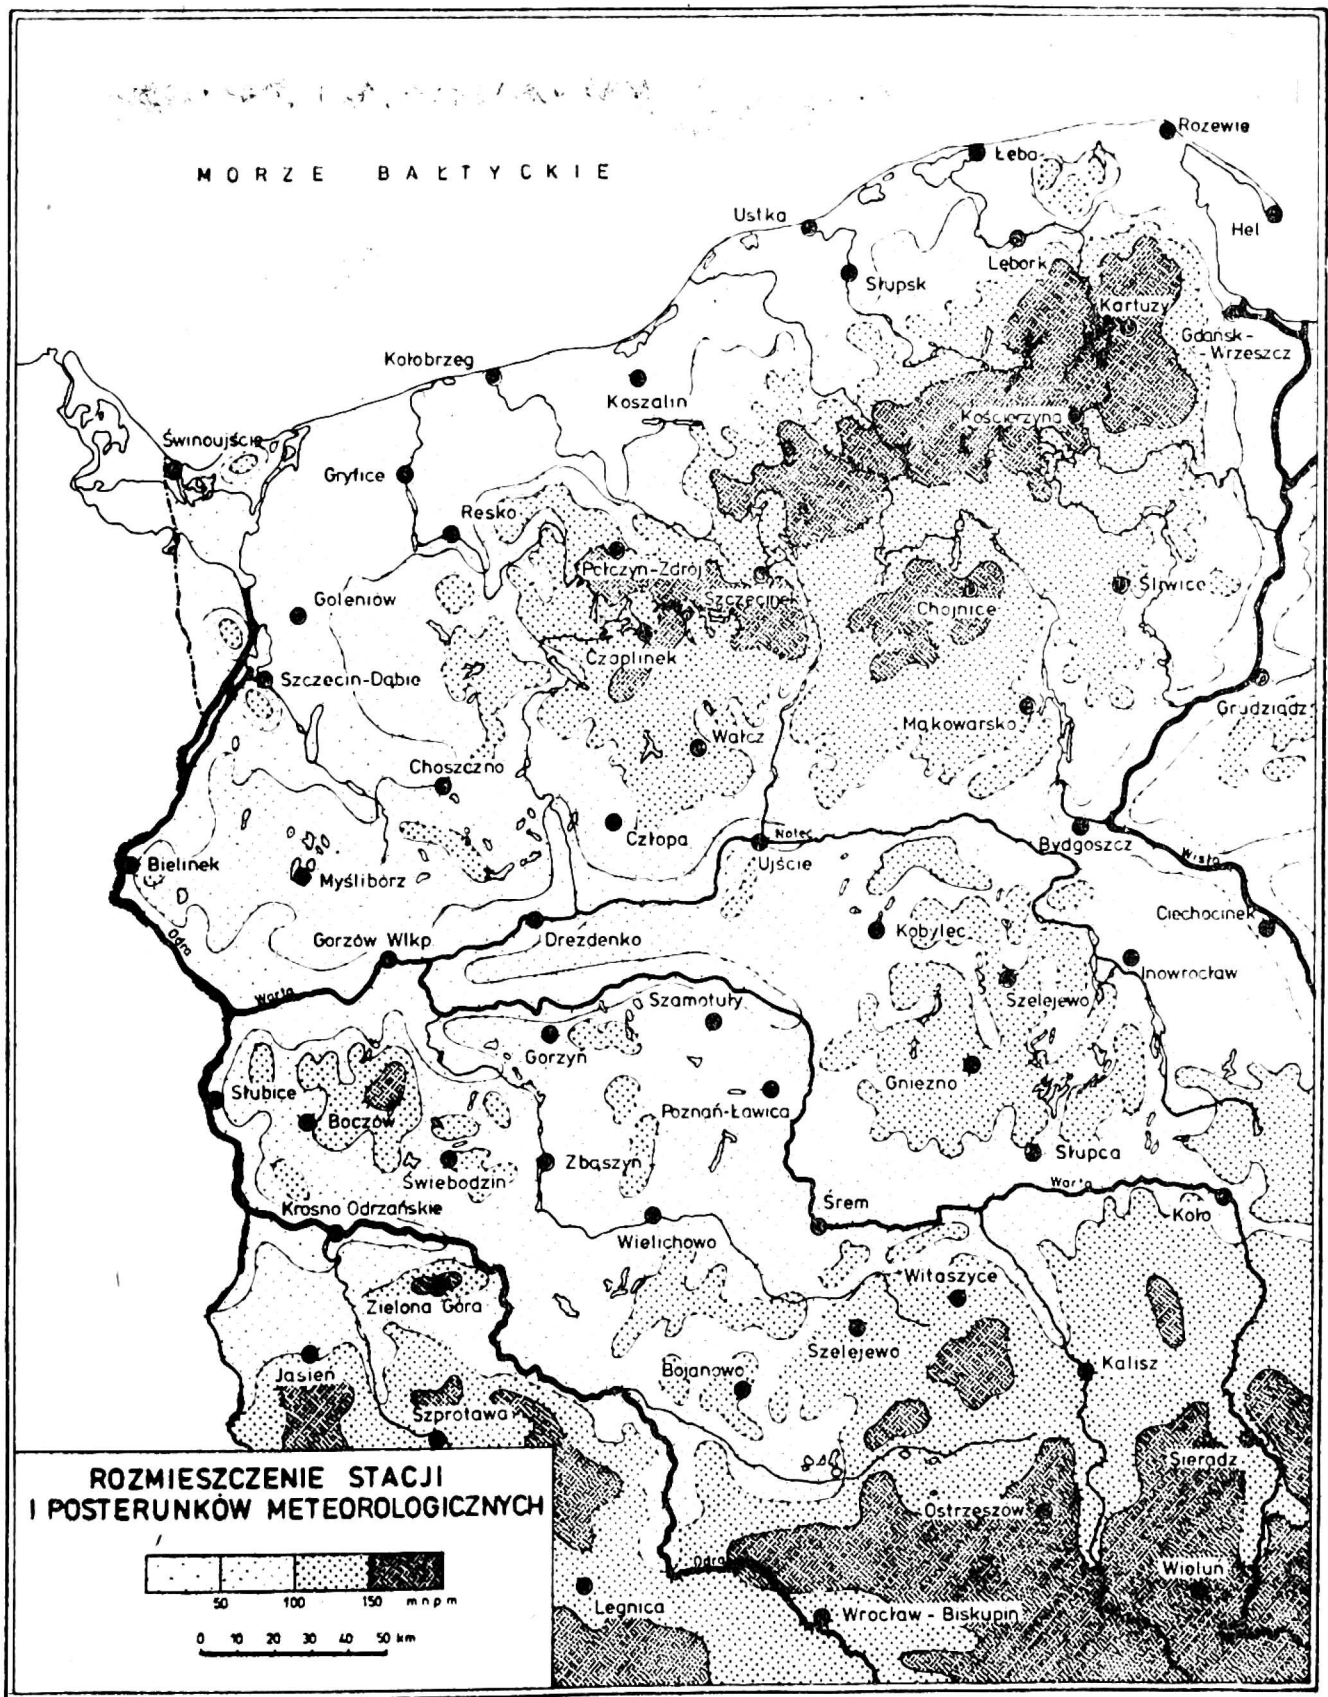 MORZE BAŁTYCKIE
Rozewie
Łeba
Ustka
Hel
Lębork
Słupsk
Kartuzy
Gdańsk-
-Wrzeszcz
Kołobrzeg
Koszalin
Kościerzyna
Świnoujście
Gryfice
Resko
Połczyn-Zdrój
Szczecinek
Chojnice
Śliwice
Goleniów
Czaplinek
Szczecin-Dąbie
Grudziądz
Mąkowarsko
Wałcz
Choszczno
Człopa
Noteć
Ujście
Bydgoszcz
Wisła
Bielinek
Myślibórz
Ciechocinek
Odra
Gorzów Wlkp.
Drezdenko
Kobylec
Inowrocław
Warta
Szamotuły
Szelejewo
Gorzyń
Gniezno
Słubice
Boczów
Poznań-Ławica
Zbąszyń
Słupca
Świebodzin
Warta
Krosno Odrzańskie
Śrem
Koło
Wielichowo
Witaszyce
Zielona Góra
Szelejewo
Jasień
Bojanowo
Kalisz
Szprotawa
Sieradz
ROZMIESZCZENIE STACJI
I POSTERUNKÓW METEOROLOGICZNYCH
Ostrzeszów
Odra
Wieluń
50 100 150 m n p m
Legnica
Wrocław - Biskupin
0 10 20 30 40 50 km